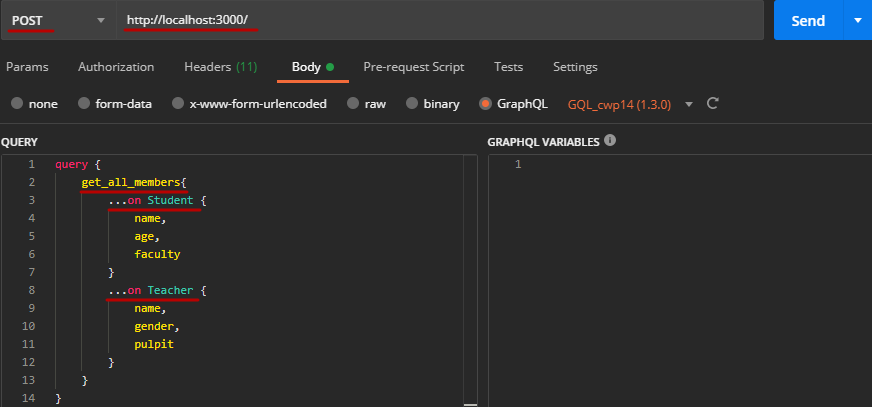 POST http://localhost:3000/ Send
Params Authorization Headers (11) Body Pre-request Script Tests Settings
none form-data x-www-form-urlencoded raw binary GraphQL GQL_cwp14 (1.3.0)
QUERY GRAPHQL VARIABLES
1 query { 1
2 get_all_members{
3 ...on Student {
4 name,
5 age,
6 faculty
7 }
8 ...on Teacher {
9 name,
10 gender,
11 pulpit
12 }
13 }
14 }